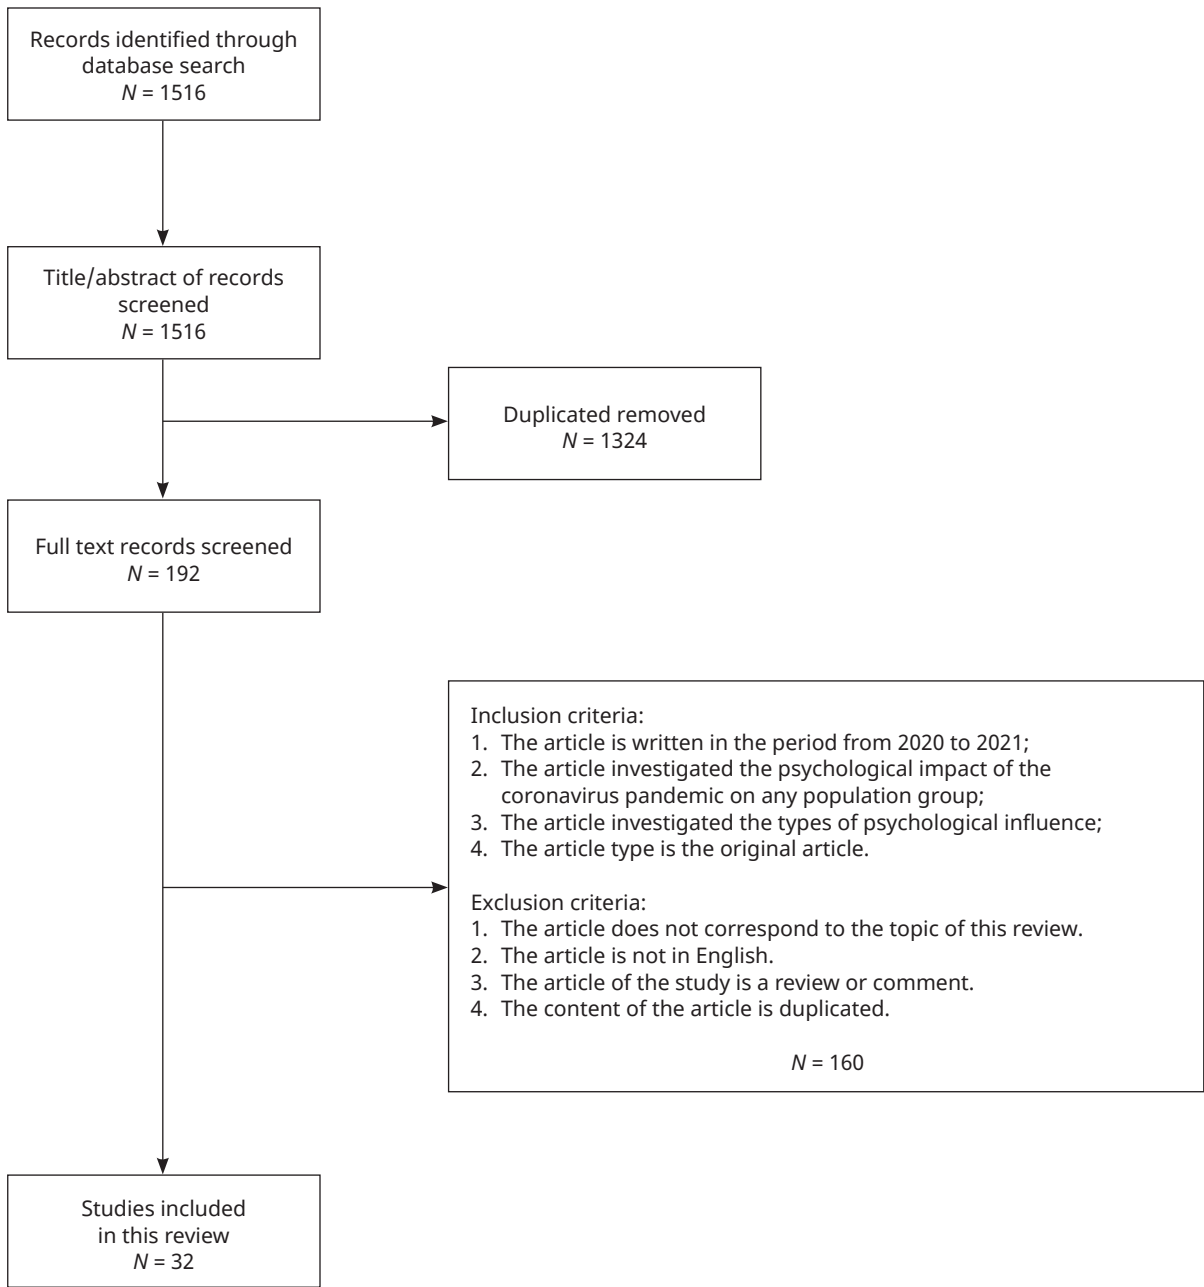 Records identified through
database search
N = 1516
Title/abstract of records
screened
N = 1516
Duplicated removed
N = 1324
Full text records screened
N = 192
Inclusion criteria:
1. The article is written in the period from 2020 to 2021;
2. The article investigated the psychological impact of the
coronavirus pandemic on any population group;
3. The article investigated the types of psychological influence;
4. The article type is the original article.
Exclusion criteria:
1. The article does not correspond to the topic of this review.
2. The article is not in English.
3. The article of the study is a review or comment.
4. The content of the article is duplicated.
N = 160
Studies included
in this review
N = 32